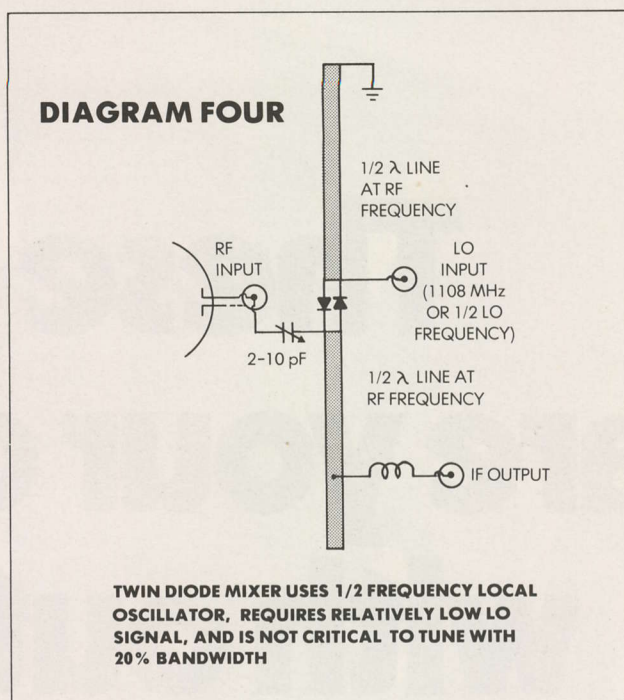 DIAGRAM FOUR
1/2 λ LINE
AT RF
FREQUENCY
RF
INPUT
LO
INPUT
(1108 MHz
OR 1/2 LO
FREQUENCY)
2-10 pF
1/2 λ LINE AT
RF FREQUENCY
IF OUTPUT
TWIN DIODE MIXER USES 1/2 FREQUENCY LOCAL
OSCILLATOR, REQUIRES RELATIVELY LOW LO
SIGNAL, AND IS NOT CRITICAL TO TUNE WITH
20% BANDWIDTH